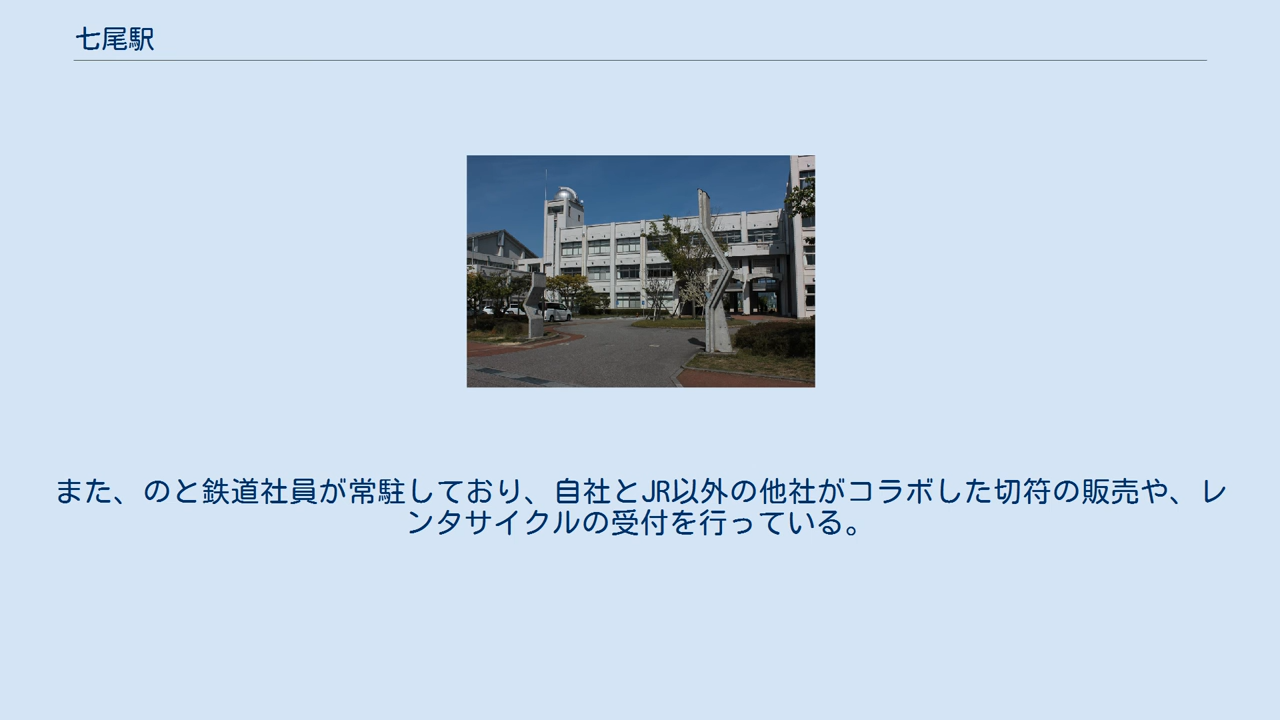 七尾駅
また、のと鉄道社員が常駐しており、自社とJR以外の他社がコラボした切符の販売や、レ
ンタサイクルの受付を行っている。